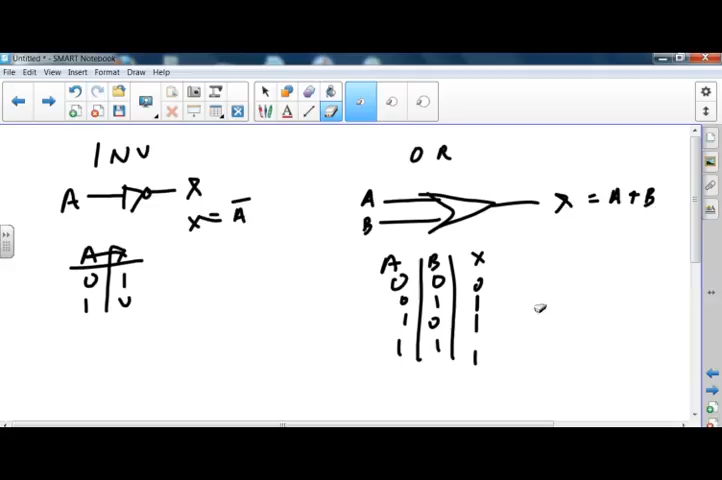 Untitled * - SMART Notebook
File Edit View Insert Format Draw Help
INV
A X
X = A̅
A X
0 1
1 0
OR
A
B
X = A + B
A B X
0 0 0
0 1 1
1 0 1
1 1 1